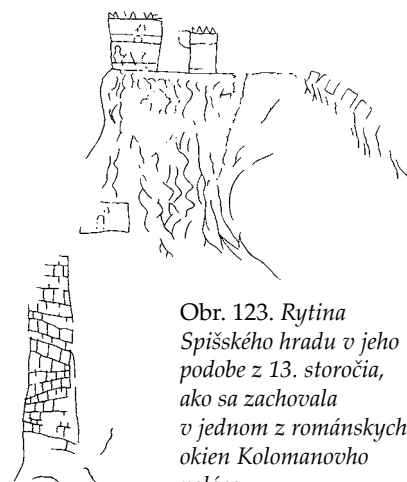 Obr. 123. Rytina
Spišského hradu v jeho
podobe z 13. storočia,
ako sa zachovala
v jednom z románskych
okien Kolomanovho